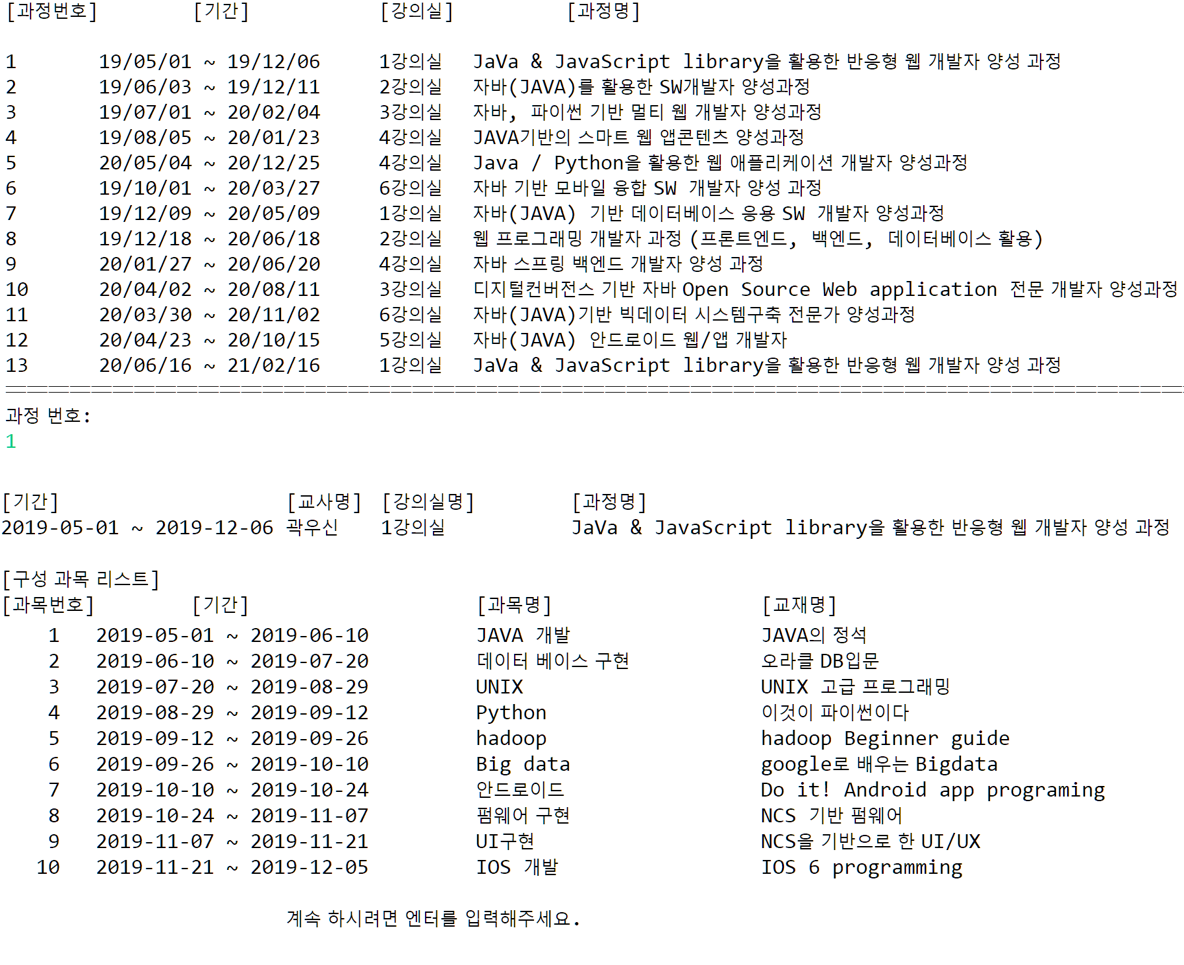 [과정번호] [기간] [강의실] [과정명]
1 19/05/01 ~ 19/12/06 1강의실 JaVa & JavaScript library을 활용한 반응형 웹 개발자 양성 과정
2 19/06/03 ~ 19/12/11 2강의실 자바(JAVA)를 활용한 SW개발자 양성과정
3 19/07/01 ~ 20/02/04 3강의실 자바, 파이썬 기반 멀티 웹 개발자 양성과정
4 19/08/05 ~ 20/01/23 4강의실 JAVA기반의 스마트 웹 앱콘텐츠 양성과정
5 20/05/04 ~ 20/12/25 4강의실 Java / Python을 활용한 웹 애플리케이션 개발자 양성과정
6 19/10/01 ~ 20/03/27 6강의실 자바 기반 모바일 융합 SW 개발자 양성 과정
7 19/12/09 ~ 20/05/09 1강의실 자바(JAVA) 기반 데이터베이스 응용 SW 개발자 양성과정
8 19/12/18 ~ 20/06/18 2강의실 웹 프로그래밍 개발자 과정 (프론트엔드, 백엔드, 데이터베이스 활용)
9 20/01/27 ~ 20/06/20 4강의실 자바 스프링 백엔드 개발자 양성 과정
10 20/04/02 ~ 20/08/11 3강의실 디지털컨버전스 기반 자바 Open Source Web application 전문 개발자 양성과정
11 20/03/30 ~ 20/11/02 6강의실 자바(JAVA)기반 빅데이터 시스템구축 전문가 양성과정
12 20/04/23 ~ 20/10/15 5강의실 자바(JAVA) 안드로이드 웹/앱 개발자
13 20/06/16 ~ 21/02/16 1강의실 JaVa & JavaScript library을 활용한 반응형 웹 개발자 양성 과정
과정 번호:
1
[기간] [교사명] [강의실명] [과정명]
2019-05-01 ~ 2019-12-06 곽우신 1강의실 JaVa & JavaScript library을 활용한 반응형 웹 개발자 양성 과정
[구성 과목 리스트]
[과목번호] [기간] [과목명] [교재명]
1 2019-05-01 ~ 2019-06-10 JAVA 개발 JAVA의 정석
2 2019-06-10 ~ 2019-07-20 데이터 베이스 구현 오라클 DB입문
3 2019-07-20 ~ 2019-08-29 UNIX UNIX 고급 프로그래밍
4 2019-08-29 ~ 2019-09-12 Python 이것이 파이썬이다
5 2019-09-12 ~ 2019-09-26 hadoop hadoop Beginner guide
6 2019-09-26 ~ 2019-10-10 Big data google로 배우는 Bigdata
7 2019-10-10 ~ 2019-10-24 안드로이드 Do it! Android app programing
8 2019-10-24 ~ 2019-11-07 펌웨어 구현 NCS 기반 펌웨어
9 2019-11-07 ~ 2019-11-21 UI구현 NCS을 기반으로 한 UI/UX
10 2019-11-21 ~ 2019-12-05 IOS 개발 IOS 6 programming
계속 하시려면 엔터를 입력해주세요.